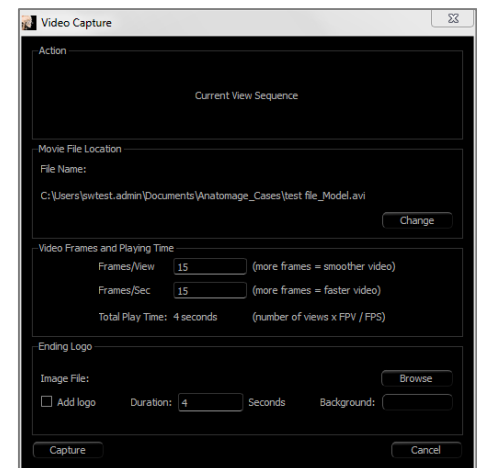 Video Capture
Action
Current View Sequence
Movie File Location
File Name:
C:\Users\swtest.admin\Documents\Anatomage_Cases\test file_Model.avi
Change
Video Frames and Playing Time
Frames/View 15 (more frames = smoother video)
Frames/Sec 15 (more frames = faster video)
Total Play Time: 4 seconds (number of views x FPV / FPS)
Ending Logo
Image File: Browse
Add logo Duration: 4 Seconds Background:
Capture Cancel